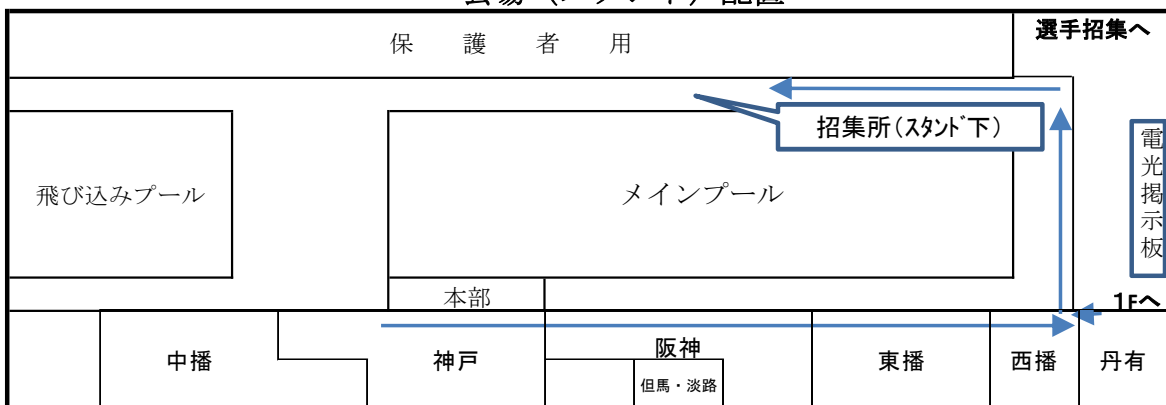 保護者用
選手招集へ
招集所(ｽﾀﾝﾄﾞ下)
電光掲示板
飛び込みプール
メインプール
本部
1Fへ
中播
神戸
阪神
但馬・淡路
東播
西播
丹有